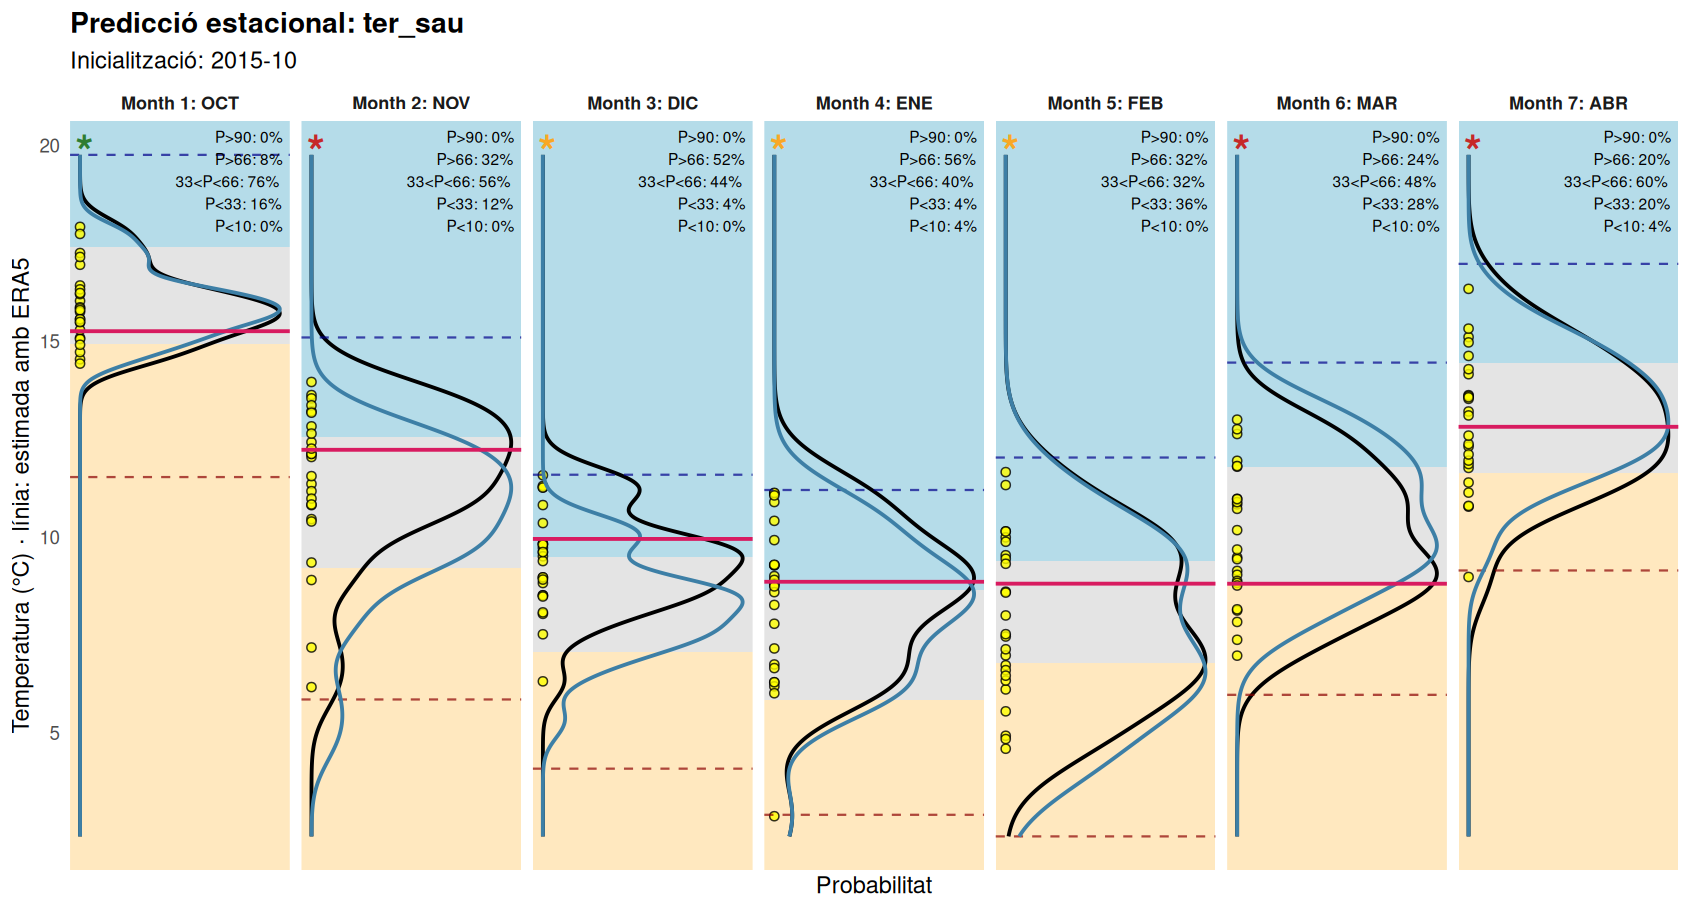 Predicció estacional: ter_sau
Inicialització: 2015-10
Month 1: OCT
Month 2: NOV
Month 3: DIC
Month 4: ENE
Month 5: FEB
Month 6: MAR
Month 7: ABR
Temperatura (°C) · línia: estimada amb ERA5
20
15
10
5
*
P>90: 0%
P>66: 8%
33<P<66: 76%
P<33: 16%
P<10: 0%
*
P>90: 0%
P>66: 32%
33<P<66: 56%
P<33: 12%
P<10: 0%
*
P>90: 0%
P>66: 52%
33<P<66: 44%
P<33: 4%
P<10: 0%
*
P>90: 0%
P>66: 56%
33<P<66: 40%
P<33: 4%
P<10: 4%
*
P>90: 0%
P>66: 32%
33<P<66: 32%
P<33: 36%
P<10: 0%
*
P>90: 0%
P>66: 24%
33<P<66: 48%
P<33: 28%
P<10: 0%
*
P>90: 0%
P>66: 20%
33<P<66: 60%
P<33: 20%
P<10: 4%
Probabilitat